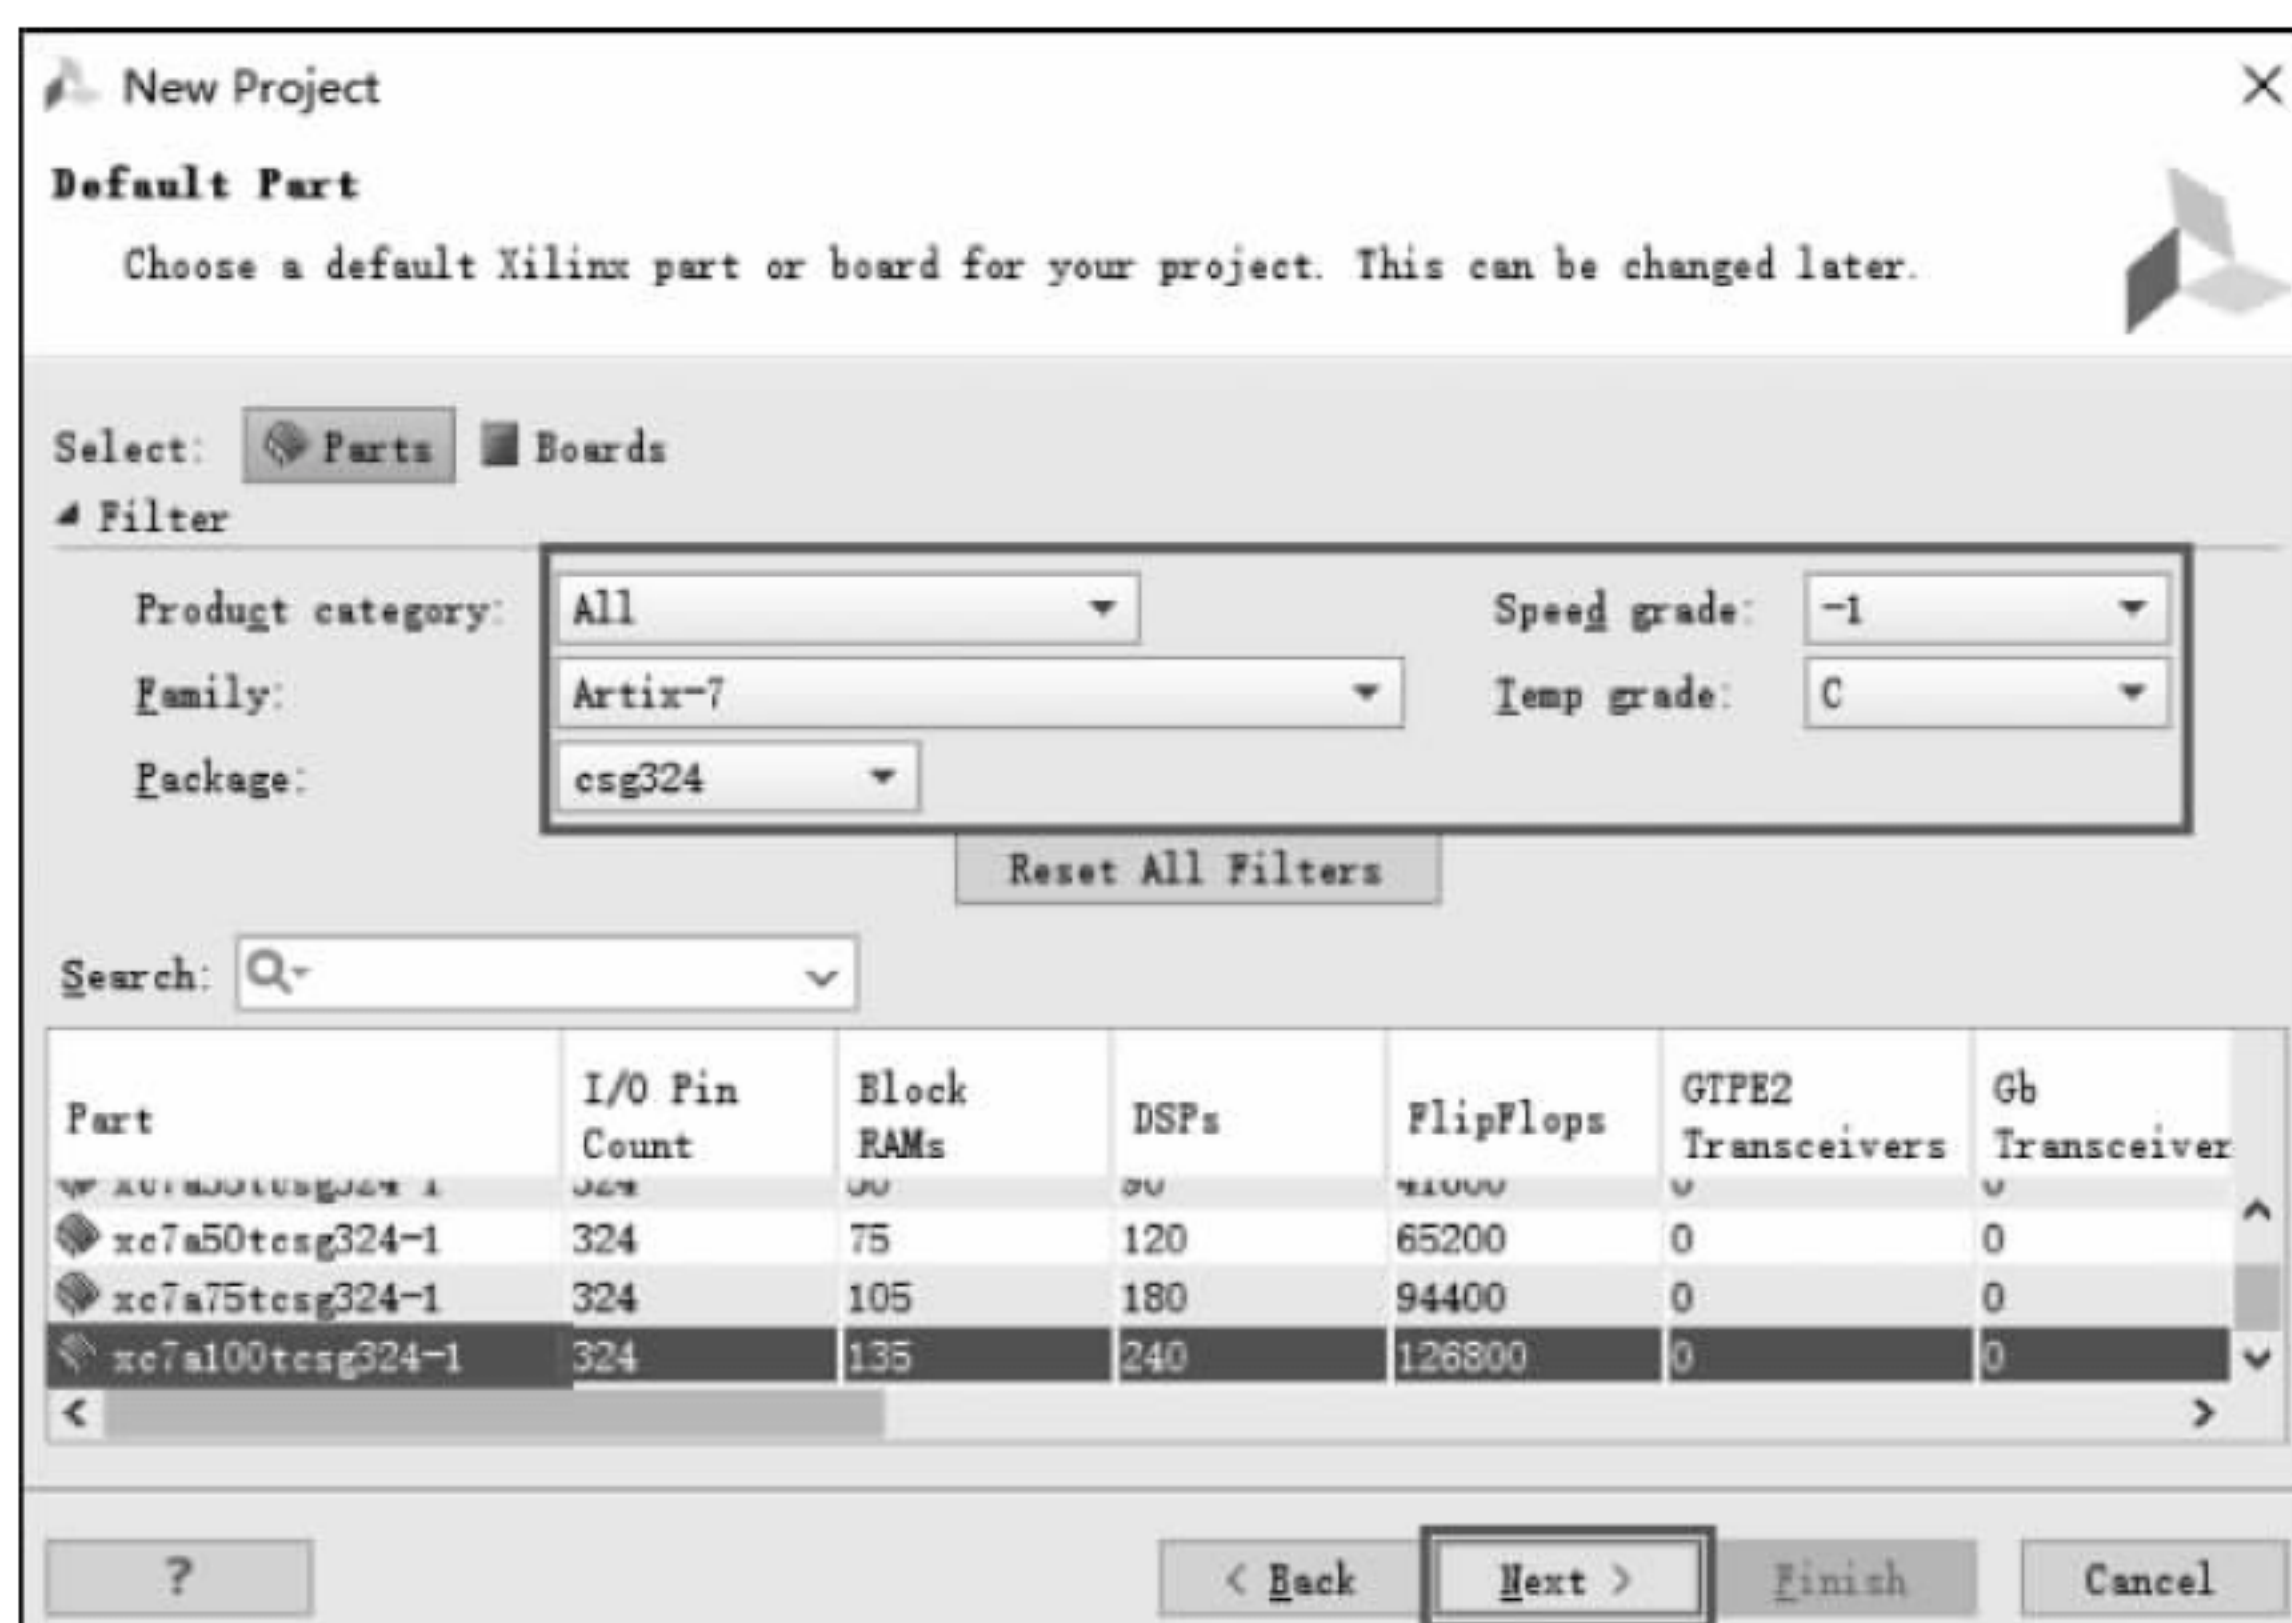 New Project
Default Part
Choose a default Xilinx part or board for your project. This can be changed later.
Select: Parts Boards
Filter
Product category: All Speed grade: -1
Family: Artix-7 Temp grade: C
Package: csg324
Reset All Filters
Search:
Part I/O Pin Count Block RAMs DSPs FlipFlops GTPE2 Transceivers Gb Transceiver
xc7a50tcsg324-1 324 75 120 65200 0 0
xc7a75tcsg324-1 324 105 180 94400 0 0
xc7a100tcsg324-1 324 135 240 126800 0 0
? < Back Next > Finish Cancel